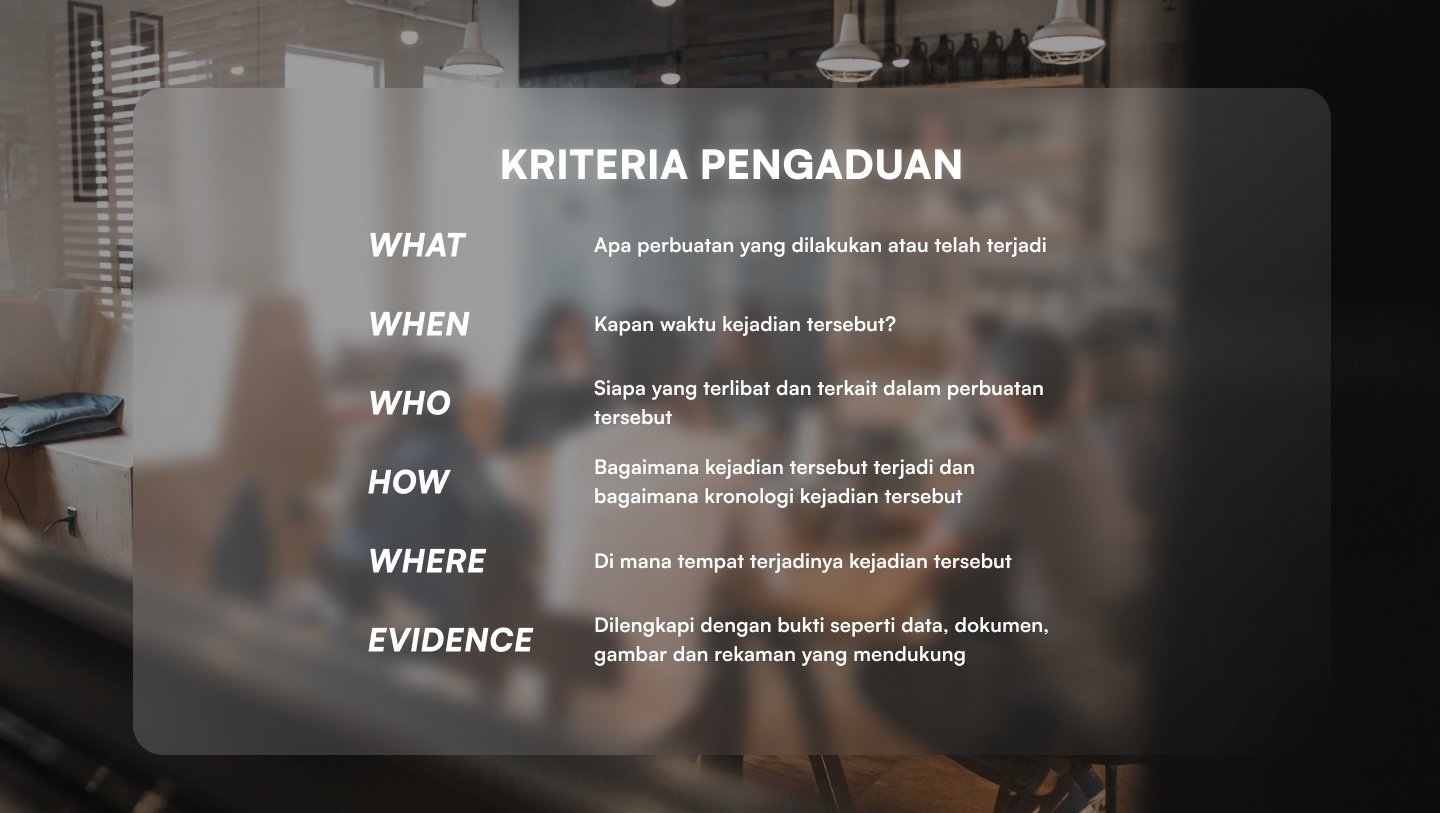 KRITERIA PENGADUAN
WHAT
Apa perbuatan yang dilakukan atau telah terjadi
WHEN
Kapan waktu kejadian tersebut?
WHO
Siapa yang terlibat dan terkait dalam perbuatan
tersebut
HOW
Bagaimana kejadian tersebut terjadi dan
bagaimana kronologi kejadian tersebut
WHERE
Di mana tempat terjadinya kejadian tersebut
EVIDENCE
Dilengkapi dengan bukti seperti data, dokumen,
gambar dan rekaman yang mendukung